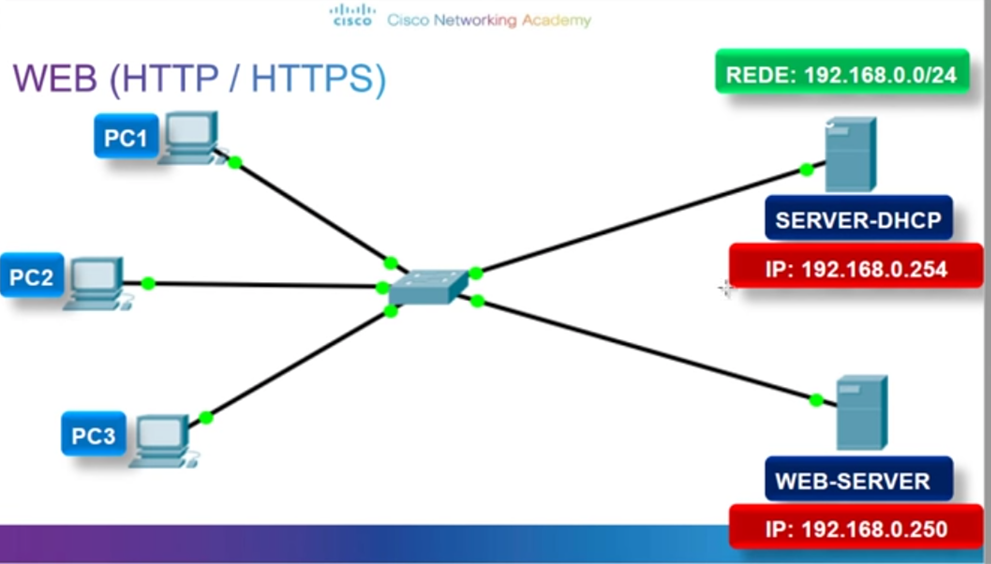 cisco Cisco Networking Academy
WEB (HTTP / HTTPS)
REDE: 192.168.0.0/24
PC1
SERVER-DHCP
IP: 192.168.0.254
PC2
PC3
WEB-SERVER
IP: 192.168.0.250